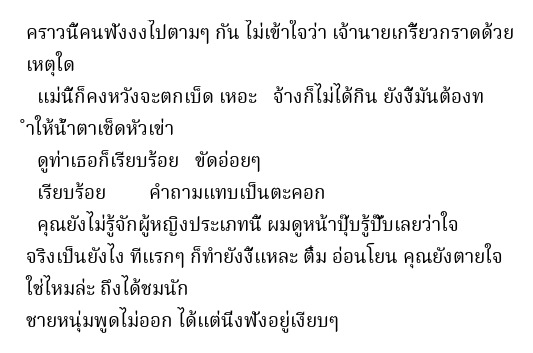 คราวนี้คนฟังงงไปตามๆ กัน ไม่เข้าใจว่า เจ้านายเกรี้ยวกราดด้วย
เหตุใด
แม่นี่ก็คงหวังจะตกเบ็ด เหอะ จ้างก็ไม่ได้กิน ยังงี้มันต้องท
ำให้น้ำตาเช็ดหัวเข่า
ดูท่าเธอก็เรียบร้อย ขัดอ่อยๆ
เรียบร้อย คำถามแทบเป็นตะคอก
คุณยังไม่รู้จักผู้หญิงประเภทนี้ ผมดูหน้าปุ๊บรู้ปั๊บเลยว่าใจ
จริงเป็นยังไง ทีแรกๆ ก็ทำยังงี้แหละ ติ๋ม อ่อนโยน คุณยังตายใจ
ใช่ไหมล่ะ ถึงได้ชมนัก
ชายหนุ่มพูดไม่ออก ได้แต่นั่งฟังอยู่เงียบๆ